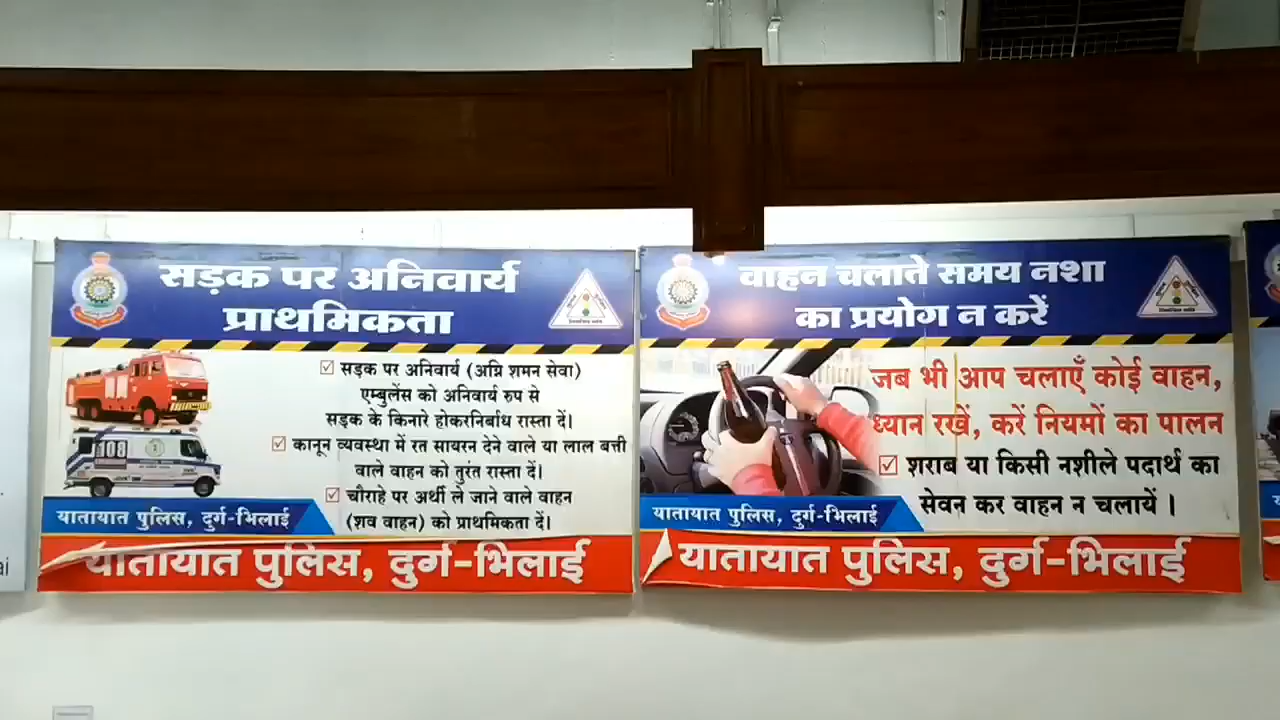 सड़क पर अनिवार्य
प्राथमिकता
सड़क पर अनिवार्य (अग्नि शमन सेवा)
एम्बुलेंस को अनिवार्य रुप से
सड़क के किनारे होकरनिर्बाध रास्ता दें।
कानून व्यवस्था में रत सायरन देने वाले या लाल बत्ती
वाले वाहन को तुरंत रास्ता दें।
चौराहे पर अर्थी ले जाने वाले वाहन
(शव वाहन) को प्राथमिकता दें।
108
यातायात पुलिस, दुर्ग-भिलाई
यातायात पुलिस, दुर्ग-भिलाई
वाहन चलाते समय नशा
का प्रयोग न करें
जब भी आप चलाएँ कोई वाहन,
ध्यान रखें, करें नियमों का पालन
शराब या किसी नशीले पदार्थ का
सेवन कर वाहन न चलायें ।
यातायात पुलिस, दुर्ग-भिलाई
यातायात पुलिस, दुर्ग-भिलाई